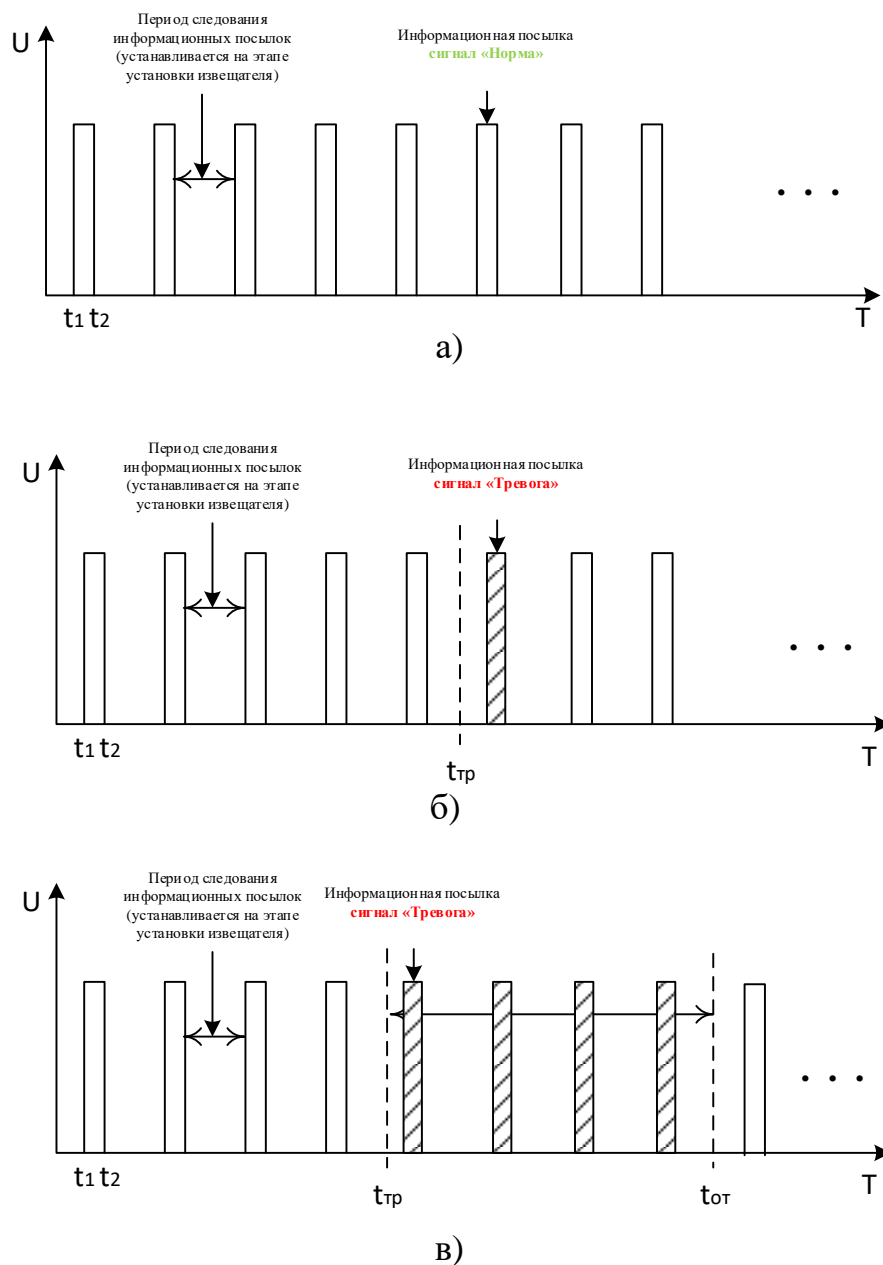 Период следования
информационных посылок
(устанавливается на этапе
установки извещателя)
Информационная посылка
сигнал «Норма»
U
. . .
t1 t2
T
а)
Период следования
информационных посылок
(устанавливается на этапе
установки извещателя)
Информационная посылка
сигнал «Тревога»
U
. . .
t1 t2
tтр
T
б)
Период следования
информационных посылок
(устанавливается на этапе
установки извещателя)
Информационная посылка
сигнал «Тревога»
U
. . .
t1 t2
tтр
tот
T
в)